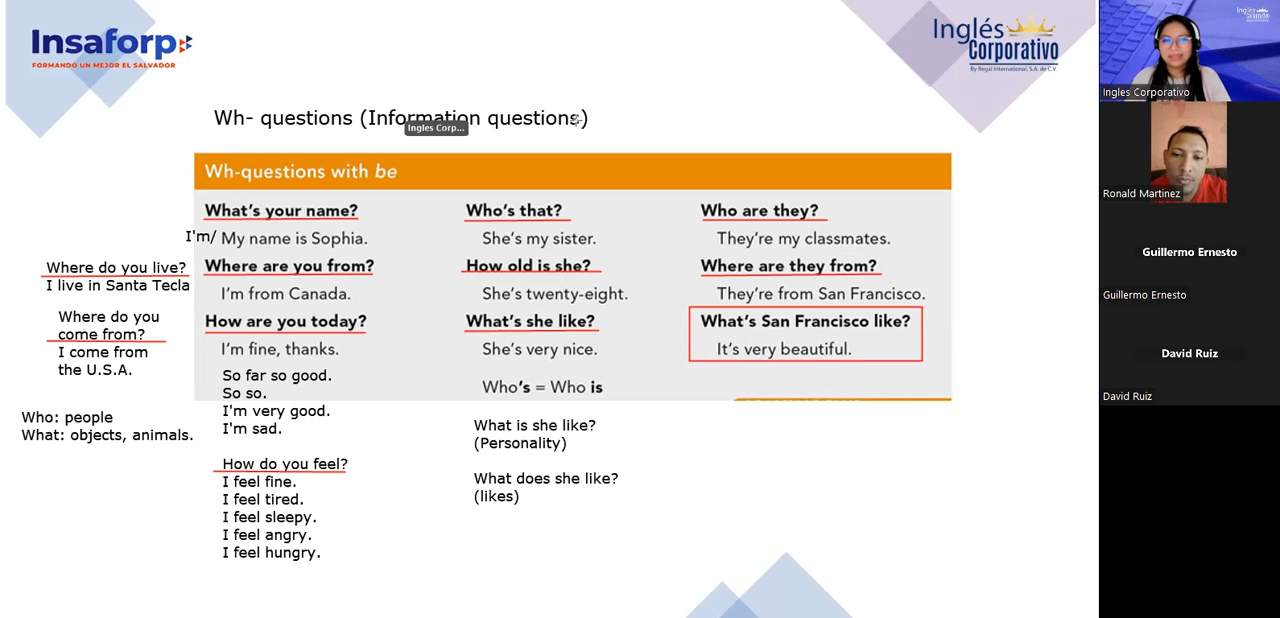 Insaforp
FORMANDO UN MEJOR EL SALVADOR
Inglés
Corporativo
By Regal International, S.A. de C.V.
Wh- questions (Information questions)
Ingles Corp...
Wh-questions with be
What's your name?
I'm/ My name is Sophia.
Where are you from?
I'm from Canada.
How are you today?
I'm fine, thanks.
So far so good.
So so.
I'm very good.
I'm sad.
How do you feel?
I feel fine.
I feel tired.
I feel sleepy.
I feel angry.
I feel hungry.
Where do you live?
I live in Santa Tecla
Where do you
come from?
I come from
the U.S.A.
Who: people
What: objects, animals.
Who's that?
She's my sister.
How old is she?
She's twenty-eight.
What's she like?
She's very nice.
Who's = Who is
What is she like?
(Personality)
What does she like?
(likes)
Who are they?
They're my classmates.
Where are they from?
They're from San Francisco.
What's San Francisco like?
It's very beautiful.
Inglés
Ingles Corporativo
Ronald Martinez
Guillermo Ernesto
Guillermo Ernesto
David Ruiz
David Ruiz